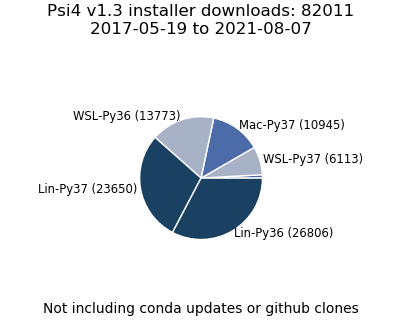 Psi4 v1.3 installer downloads: 82011
2017-05-19 to 2021-08-07
WSL-Py36 (13773)
Mac-Py37 (10945)
WSL-Py37 (6113)
Lin-Py37 (23650)
Lin-Py36 (26806)
Not including conda updates or github clones